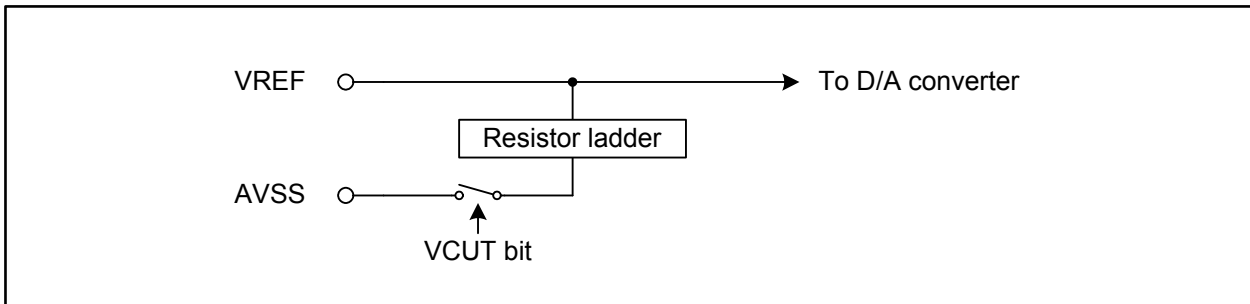 VREF
To D/A converter
Resistor ladder
AVSS
VCUT bit